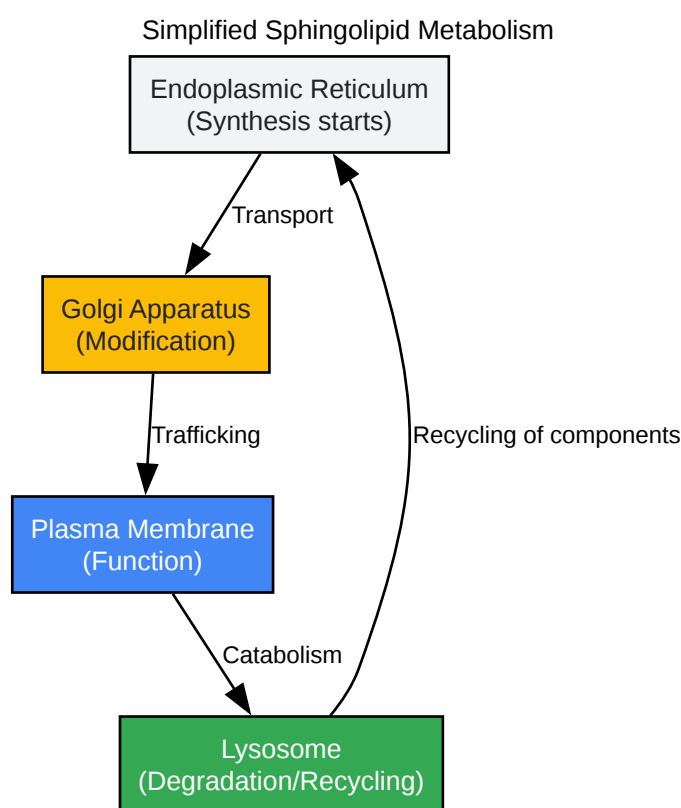 Simplified Sphingolipid Metabolism
Endoplasmic Reticulum
(Synthesis starts)
Transport
Golgi Apparatus
(Modification)
Trafficking
Recycling of components
Plasma Membrane
(Function)
Catabolism
Lysosome
(Degradation/Recycling)